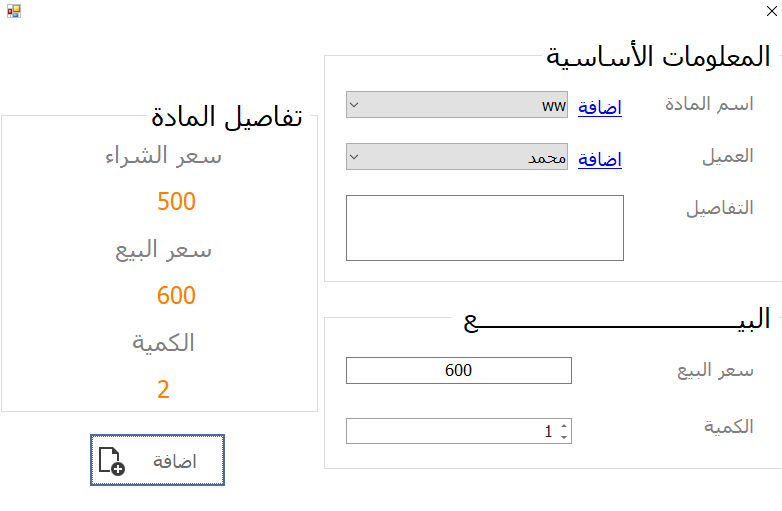 المعلومات الأساسية
اسم المادة
اضافة
ww
العميل
اضافة
محمد
التفاصيل
البيـــــــــــــــــــــــــــــــع
سعر البيع
600
الكمية
1
تفاصيل المادة
سعر الشراء
500
سعر البيع
600
الكمية
2
اضافة